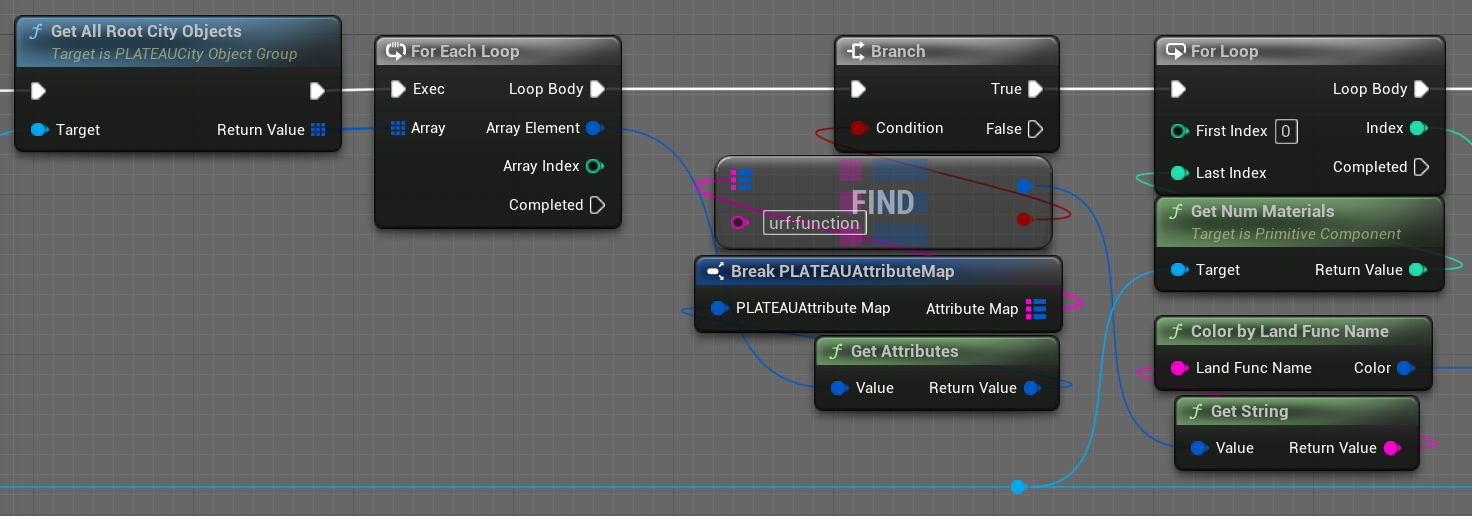 Get All Root City Objects
Target is PLATEAUCity Object Group
Target
Return Value
For Each Loop
Exec
Loop Body
Array
Array Element
Array Index
Completed
Branch
True
Condition
False
FIND
urf:function
Break PLATEAUAttributeMap
PLATEAUAttribute Map
Attribute Map
Get Attributes
Value
Return Value
For Loop
Loop Body
First Index 0
Index
Last Index
Completed
Get Num Materials
Target is Primitive Component
Target
Return Value
Color by Land Func Name
Land Func Name
Color
Get String
Value
Return Value